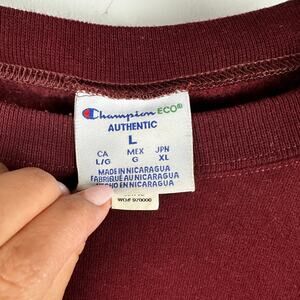 Champion ECO®
AUTHENTIC
L
CA MEX JPN
L/G G XL
MADE IN NICARAGUA
FABRIQUÉ AU NICARAGUA
HECHO EN NICARAGUA